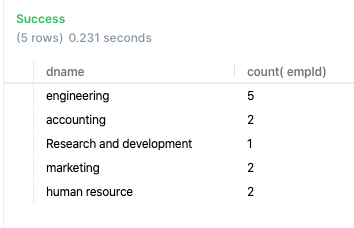 Success
(5 rows) 0.231 seconds
dname count( empId)
engineering 5
accounting 2
Research and development 1
marketing 2
human resource 2